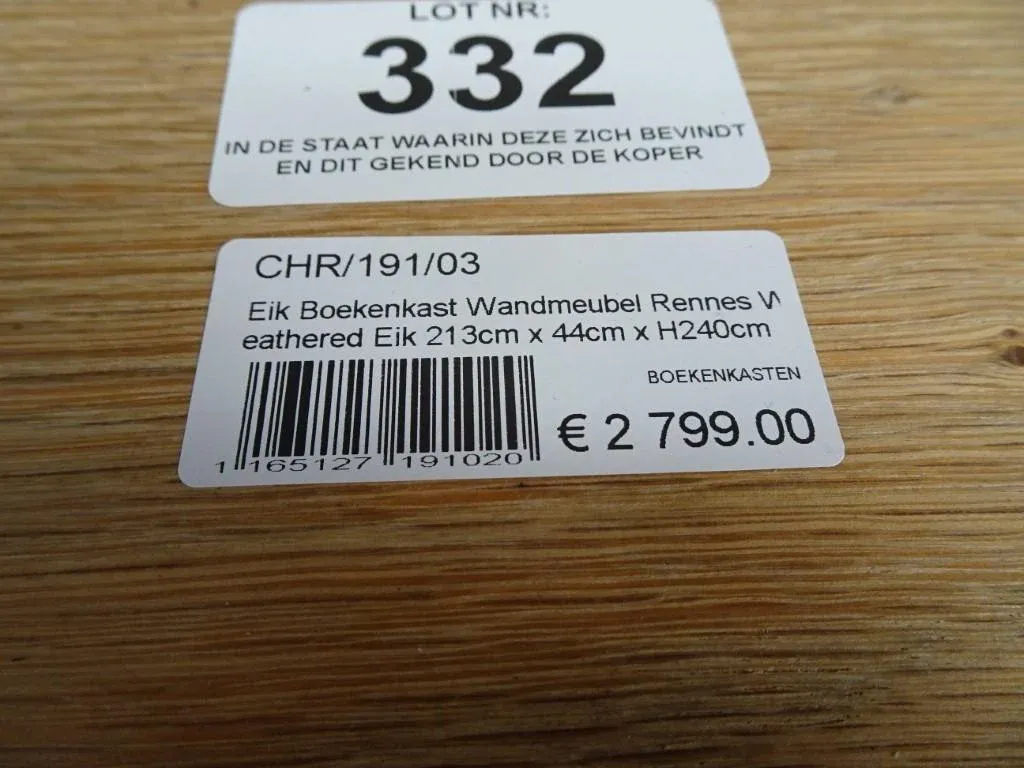 LOT NR:
332
IN DE STAAT WAARIN DEZE ZICH BEVINDT
EN DIT GEKEND DOOR DE KOPER
CHR/191/03
Eik Boekenkast Wandmeubel Rennes W
eathered Eik 213cm x 44cm x H240cm
BOEKENKASTEN
€ 2 799.00
1 165127 191020